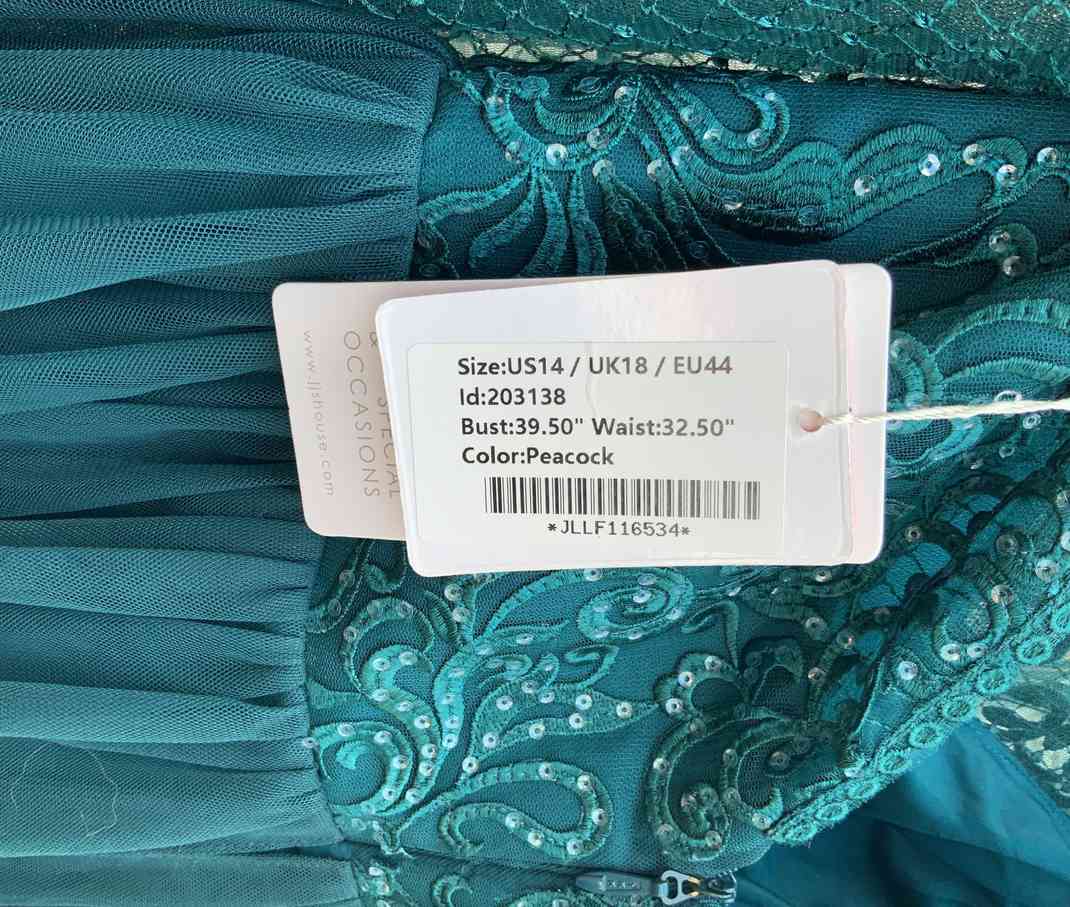 Size:US14 / UK18 / EU44
Id:203138
Bust:39.50" Waist:32.50"
Color:Peacock
*JLLF116534*
& SPECIAL
OCCASIONS
www.jjshouse.com